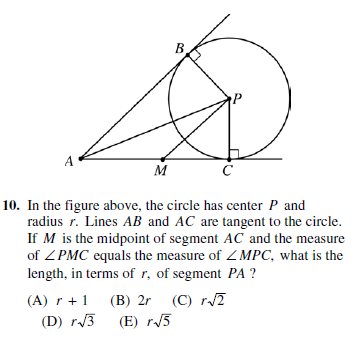 B
P
A
M
C
10. In the figure above, the circle has center P and
radius r. Lines AB and AC are tangent to the circle.
If M is the midpoint of segment AC and the measure
of ∠PMC equals the measure of ∠MPC, what is the
length, in terms of r, of segment PA ?
(A) r + 1 (B) 2r (C) r√2
(D) r√3 (E) r√5